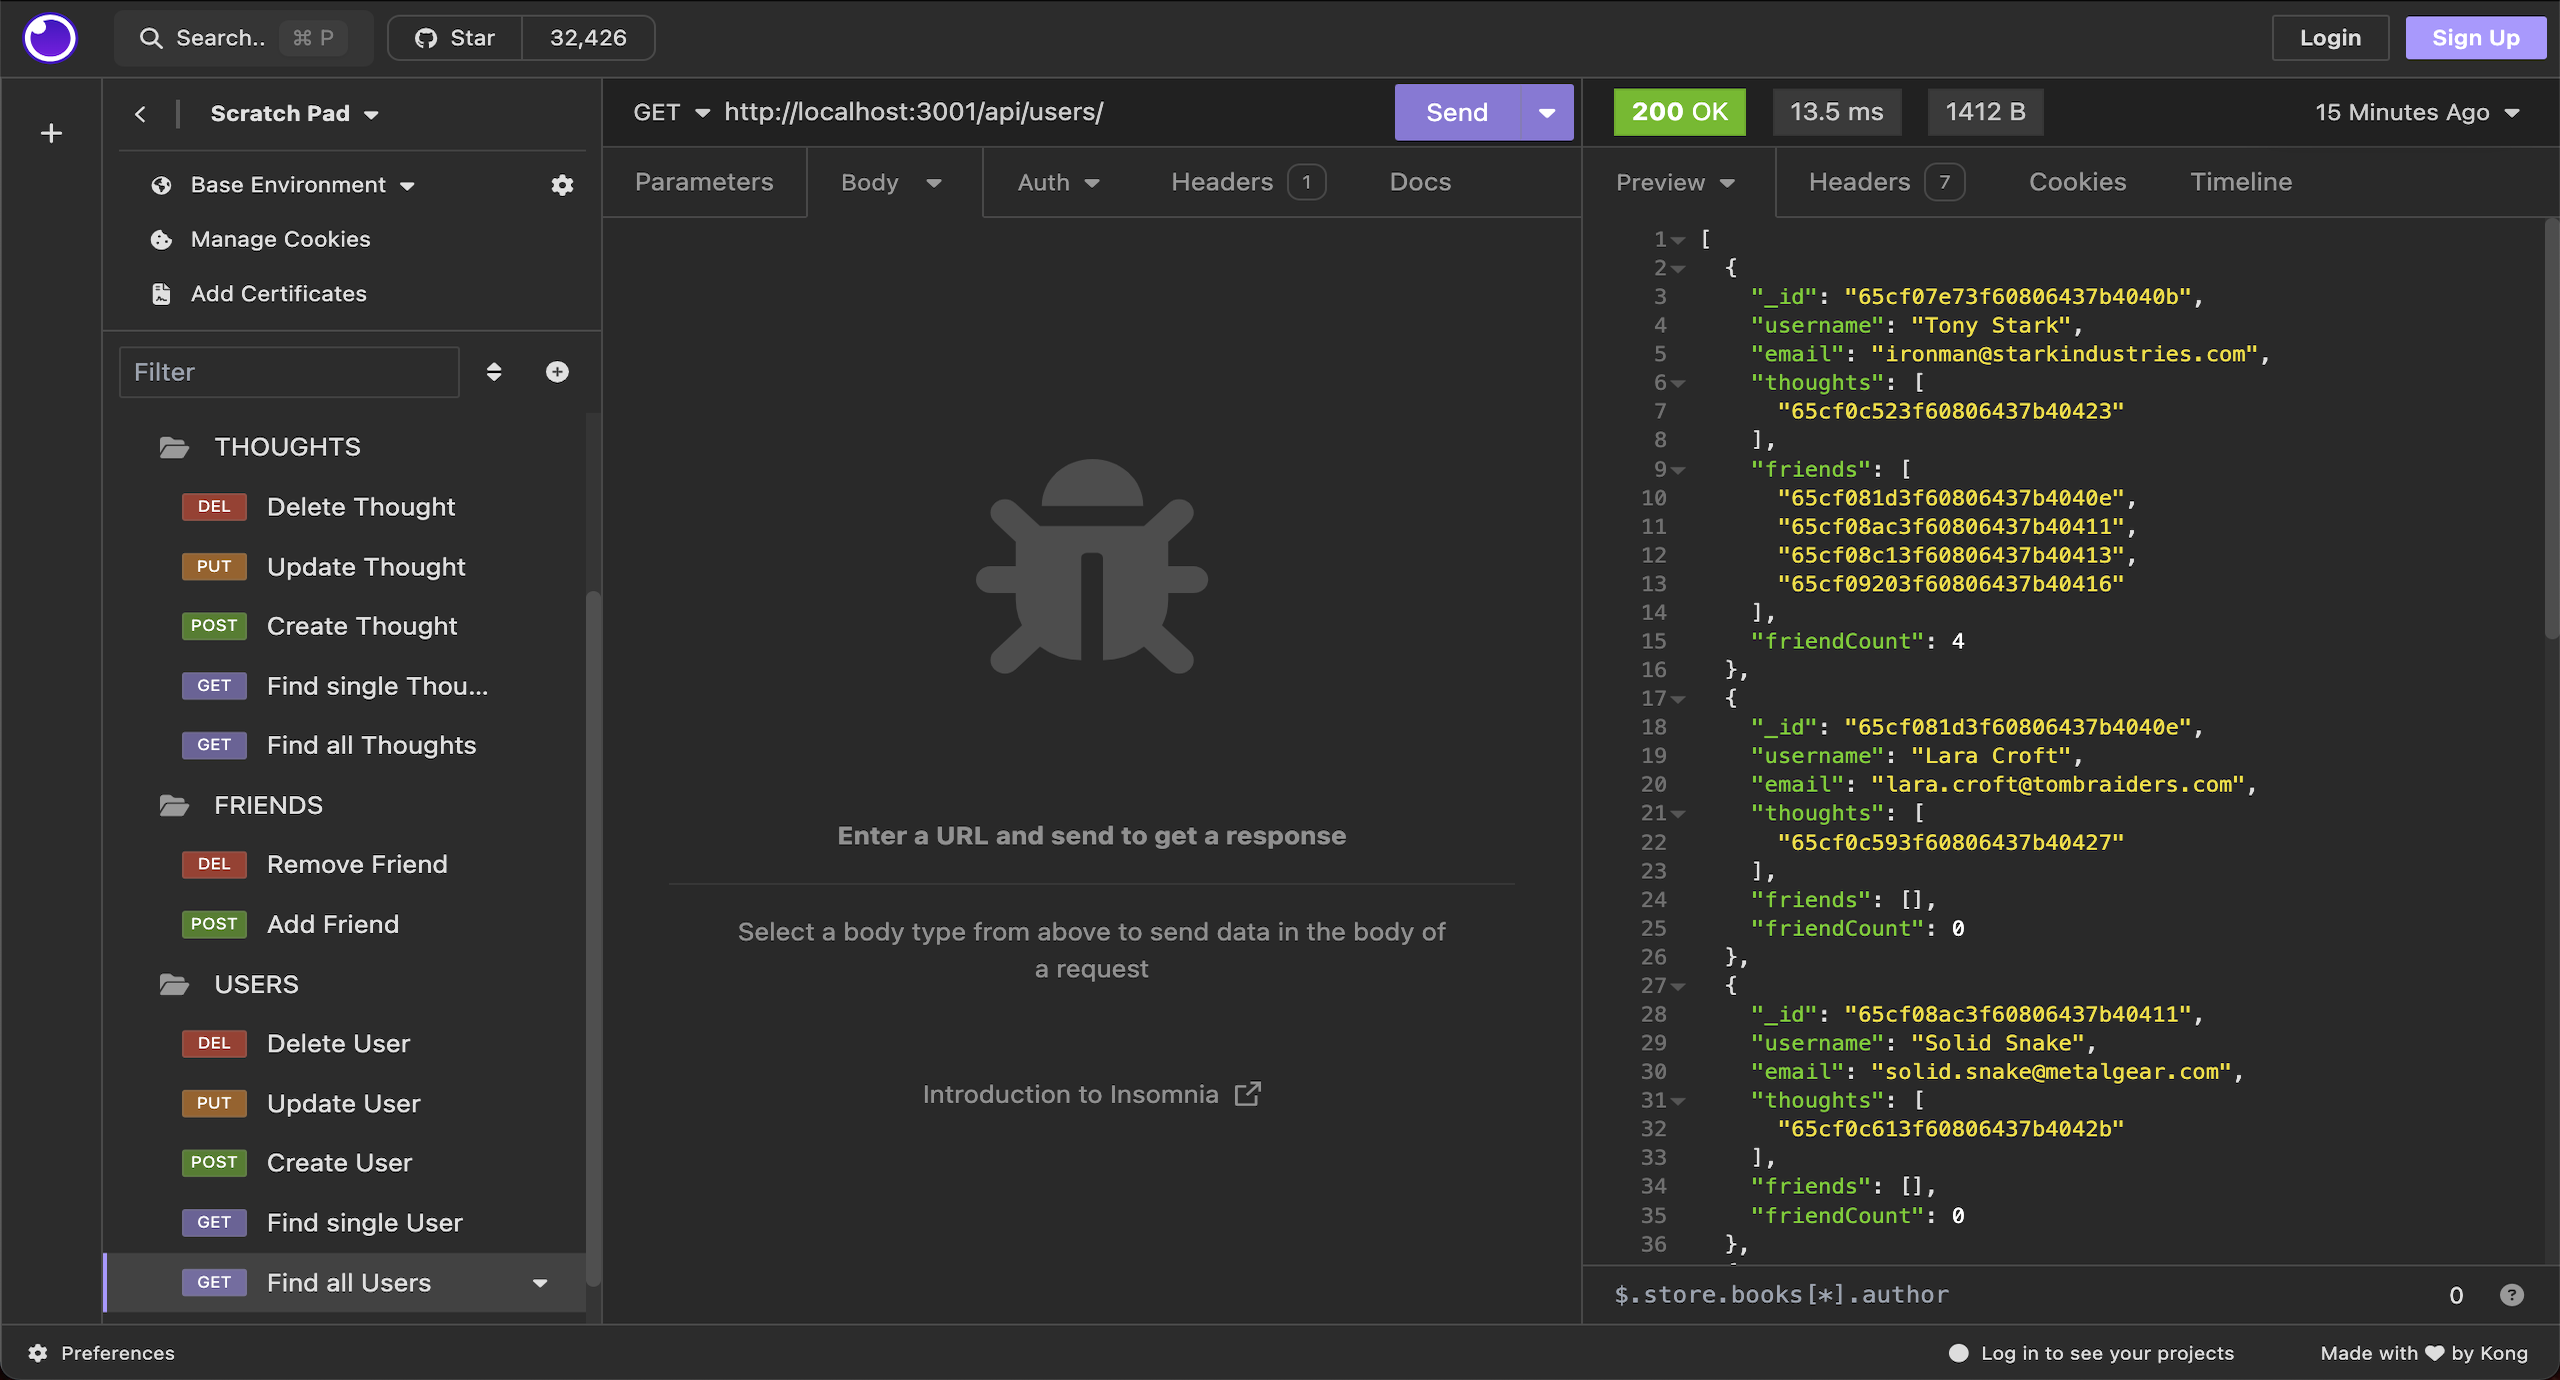 Search.. ⌘ P Star 32,426 Login Sign Up
Scratch Pad
Base Environment
Manage Cookies
Add Certificates
Filter
THOUGHTS
DEL Delete Thought
PUT Update Thought
POST Create Thought
GET Find single Thou...
GET Find all Thoughts
FRIENDS
DEL Remove Friend
POST Add Friend
USERS
DEL Delete User
PUT Update User
POST Create User
GET Find single User
GET Find all Users
GET http://localhost:3001/api/users/ Send
Parameters Body Auth Headers 1 Docs
Enter a URL and send to get a response
Select a body type from above to send data in the body of
a request
Introduction to Insomnia
200 OK 13.5 ms 1412 B 15 Minutes Ago
Preview Headers 7 Cookies Timeline
1 [
2 {
3 "_id": "65cf07e73f60806437b4040b",
4 "username": "Tony Stark",
5 "email": "ironman@starkindustries.com",
6 "thoughts": [
7 "65cf0c523f60806437b40423"
8 ],
9 "friends": [
10 "65cf081d3f60806437b4040e",
11 "65cf08ac3f60806437b40411",
12 "65cf08c13f60806437b40413",
13 "65cf09203f60806437b40416"
14 ],
15 "friendCount": 4
16 },
17 {
18 "_id": "65cf081d3f60806437b4040e",
19 "username": "Lara Croft",
20 "email": "lara.croft@tombraiders.com",
21 "thoughts": [
22 "65cf0c593f60806437b40427"
23 ],
24 "friends": [],
25 "friendCount": 0
26 },
27 {
28 "_id": "65cf08ac3f60806437b40411",
29 "username": "Solid Snake",
30 "email": "solid.snake@metalgear.com",
31 "thoughts": [
32 "65cf0c613f60806437b4042b"
33 ],
34 "friends": [],
35 "friendCount": 0
36 },
$.store.books[*].author 0 ?
Preferences Log in to see your projects Made with ♥ by Kong